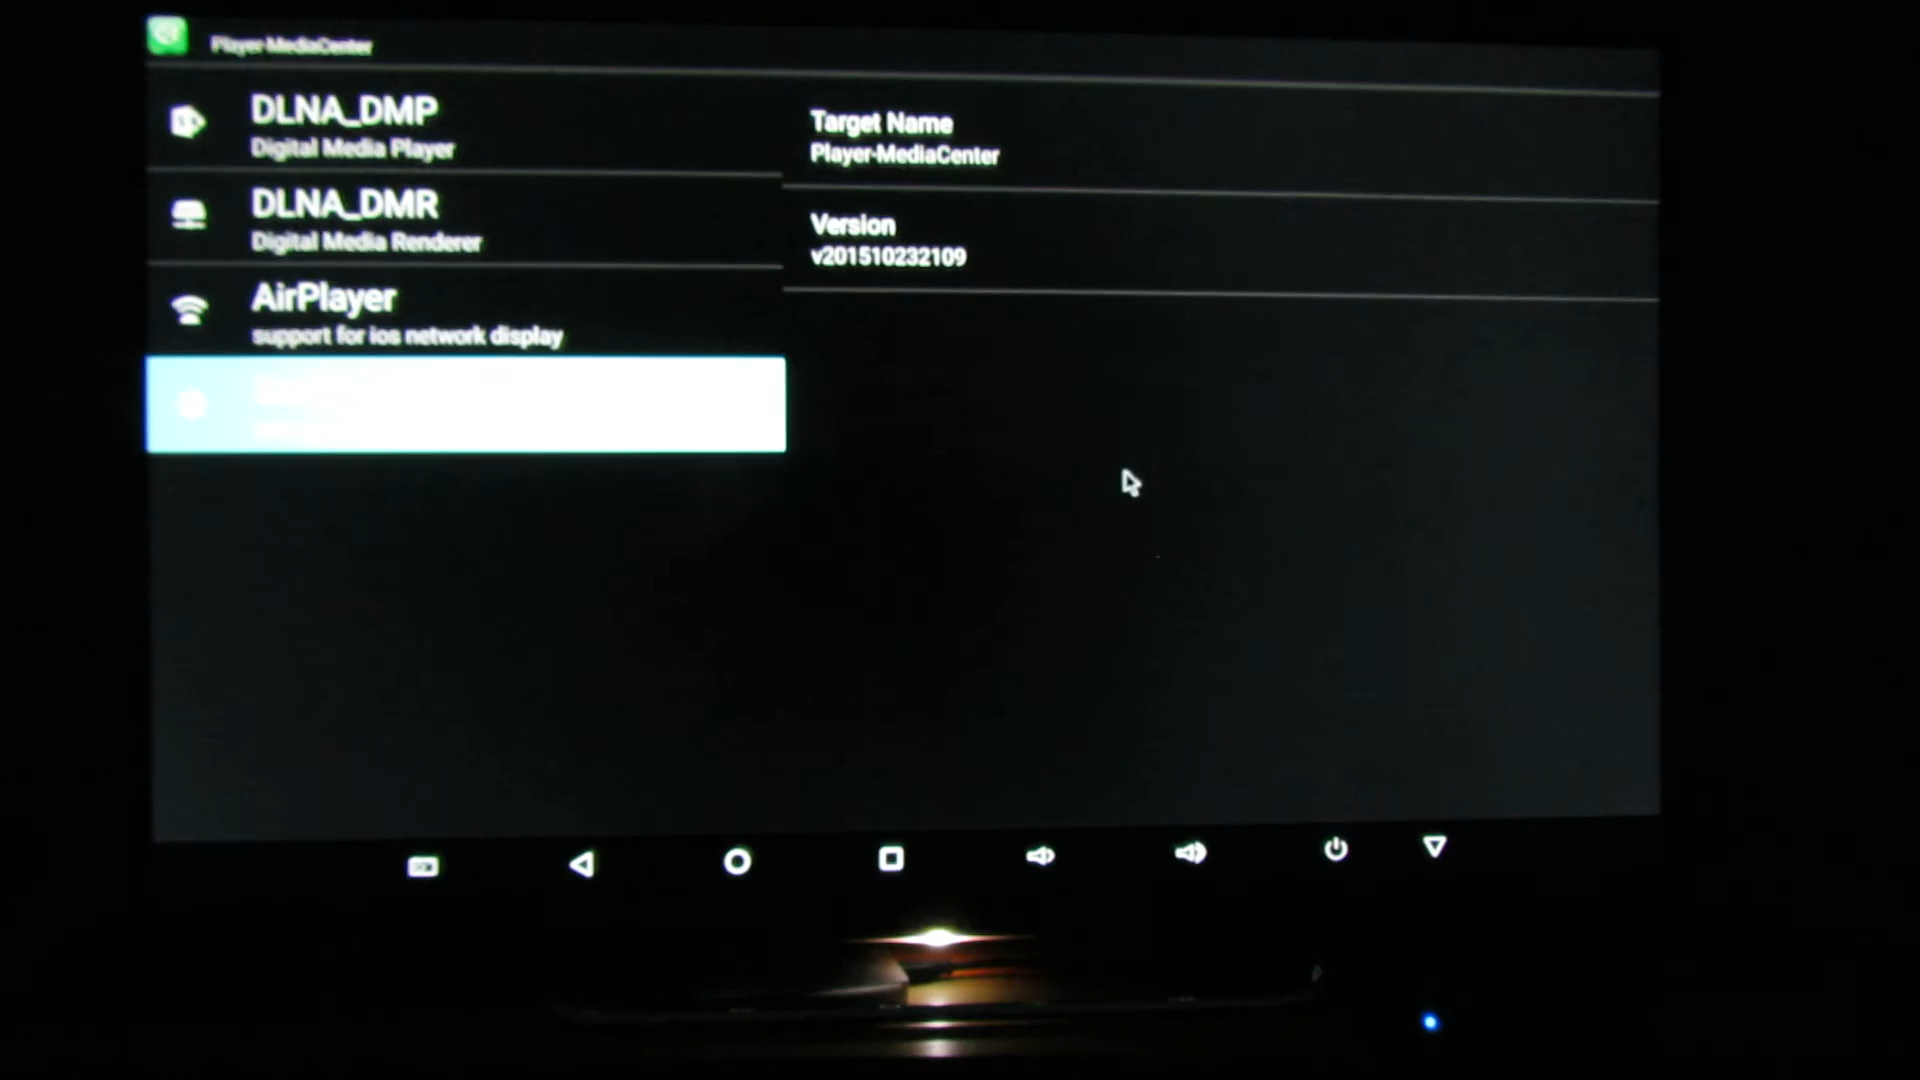 Player-MediaCenter
DLNA_DMP
Digital Media Player
DLNA_DMR
Digital Media Renderer
AirPlayer
support for ios network display
Target Name
Player-MediaCenter
Version
v201510232109